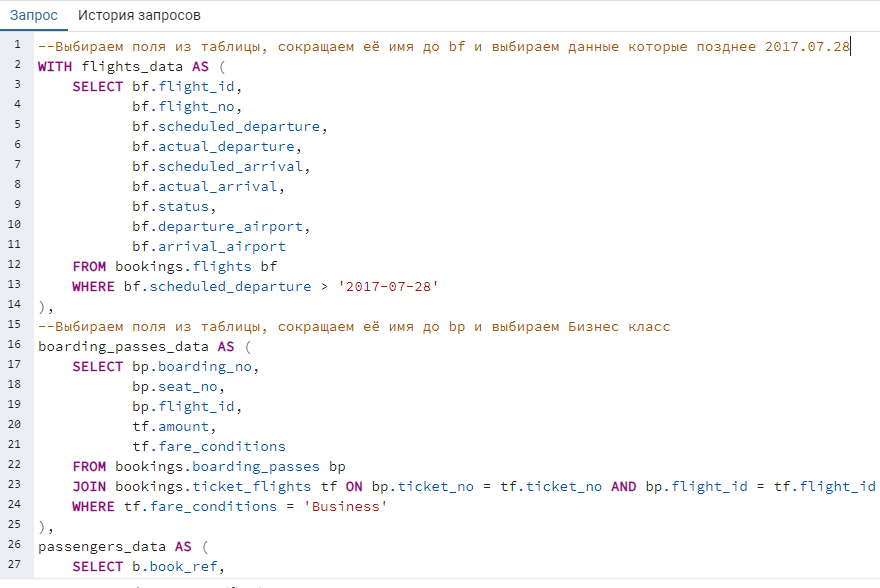 Запрос История запросов
1 --Выбираем поля из таблицы, сокращаем её имя до bf и выбираем данные которые позднее 2017.07.28
2 WITH flights_data AS (
3 SELECT bf.flight_id,
4 bf.flight_no,
5 bf.scheduled_departure,
6 bf.actual_departure,
7 bf.scheduled_arrival,
8 bf.actual_arrival,
9 bf.status,
10 bf.departure_airport,
11 bf.arrival_airport
12 FROM bookings.flights bf
13 WHERE bf.scheduled_departure > '2017-07-28'
14 ),
15 --Выбираем поля из таблицы, сокращаем её имя до bp и выбираем Бизнес класс
16 boarding_passes_data AS (
17 SELECT bp.boarding_no,
18 bp.seat_no,
19 bp.flight_id,
20 tf.amount,
21 tf.fare_conditions
22 FROM bookings.boarding_passes bp
23 JOIN bookings.ticket_flights tf ON bp.ticket_no = tf.ticket_no AND bp.flight_id = tf.flight_id
24 WHERE tf.fare_conditions = 'Business'
25 ),
26 passengers_data AS (
27 SELECT b.book_ref,